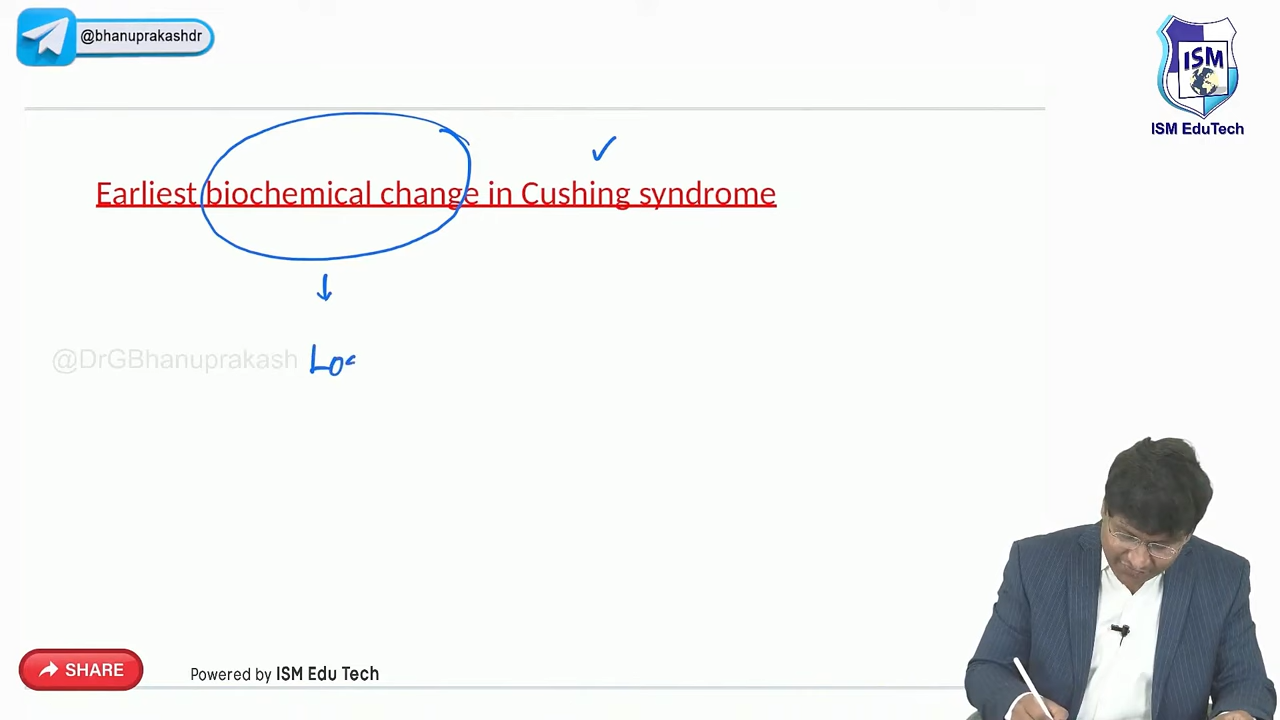 @bhanuprakashdr
ISM
ISM EduTech
Earliest biochemical change in Cushing syndrome
@DrGBhanuprakash
SHARE
Powered by ISM Edu Tech